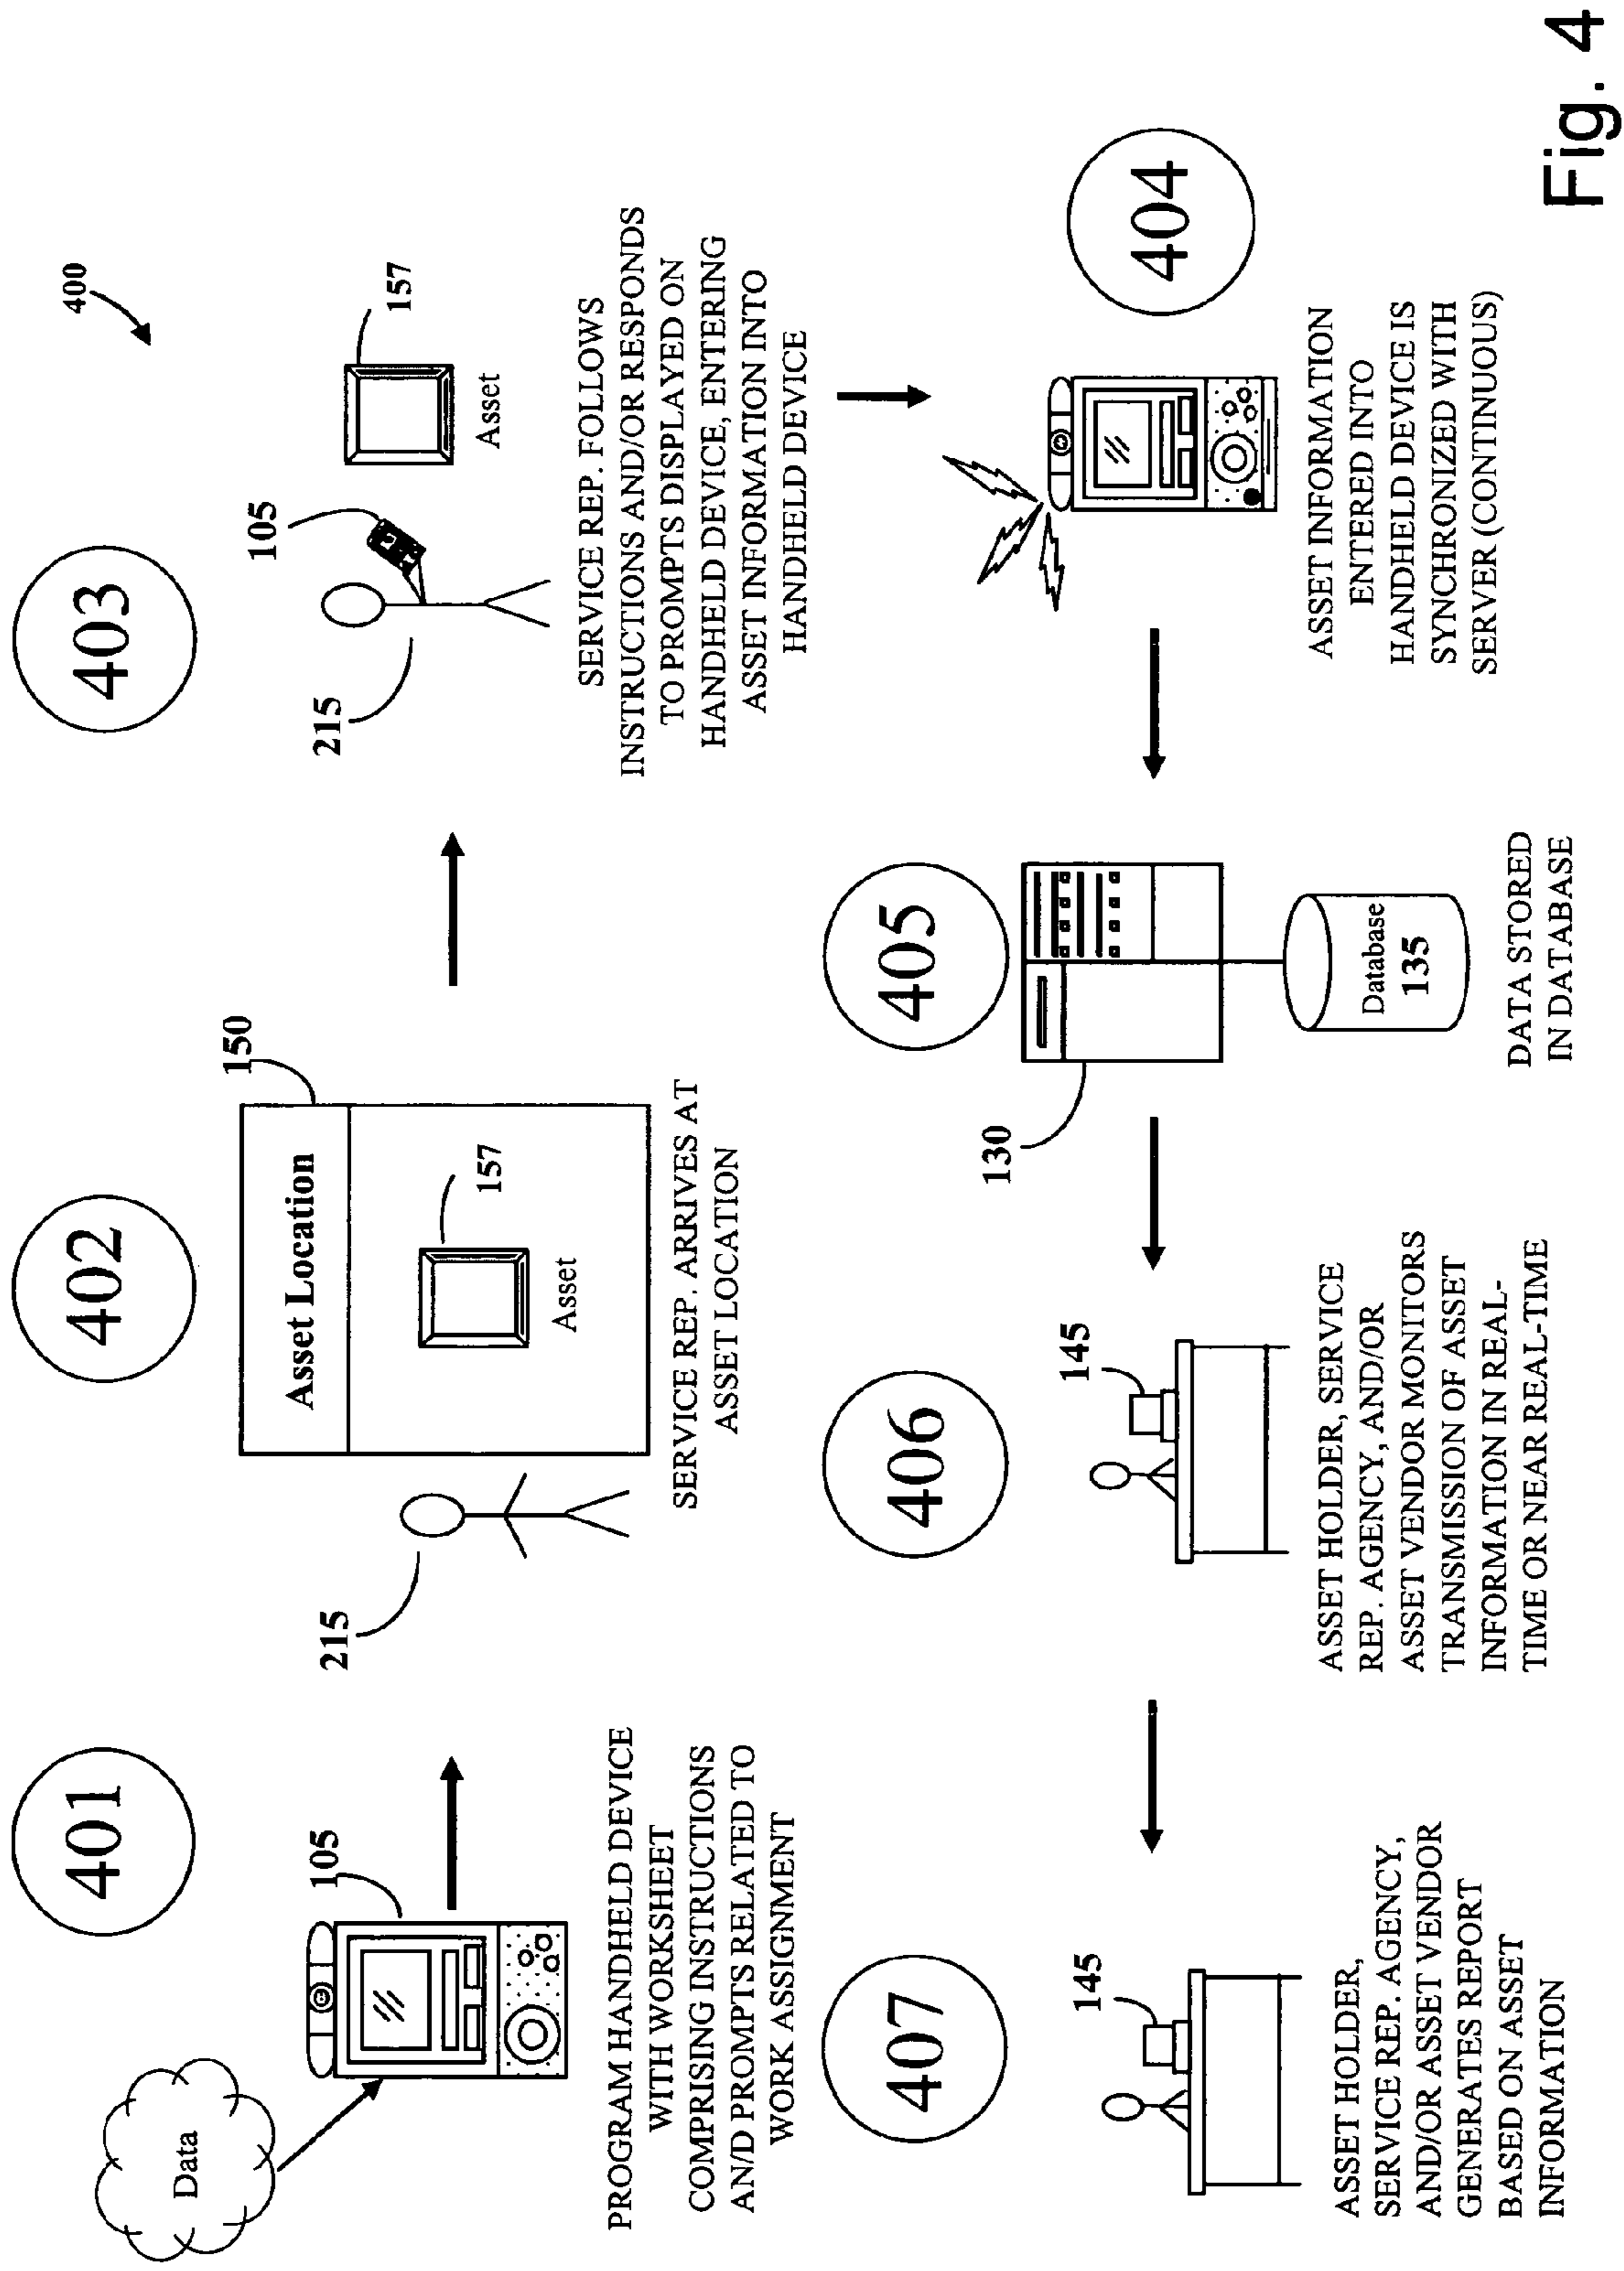 400
401
Data
105
PROGRAM HANDHELD DEVICE
WITH WORKSHEET
COMPRISING INSTRUCTIONS
AN/D PROMPTS RELATED TO
WORK ASSIGNMENT
402
215
150
Asset Location
157
Asset
SERVICE REP. ARRIVES AT
ASSET LOCATION
403
215
105
157
Asset
SERVICE REP. FOLLOWS
INSTRUCTIONS AND/OR RESPONDS
TO PROMPTS DISPLAYED ON
HANDHELD DEVICE, ENTERING
ASSET INFORMATION INTO
HANDHELD DEVICE
404
ASSET INFORMATION
ENTERED INTO
HANDHELD DEVICE IS
SYNCHRONIZED WITH
SERVER (CONTINUOUS)
405
130
Database
135
DATA STORED
IN DATABASE
406
145
ASSET HOLDER, SERVICE
REP. AGENCY, AND/OR
ASSET VENDOR MONITORS
TRANSMISSION OF ASSET
INFORMATION IN REAL-
TIME OR NEAR REAL-TIME
407
145
ASSET HOLDER,
SERVICE REP. AGENCY,
AND/OR ASSET VENDOR
GENERATES REPORT
BASED ON ASSET
INFORMATION
Fig. 4